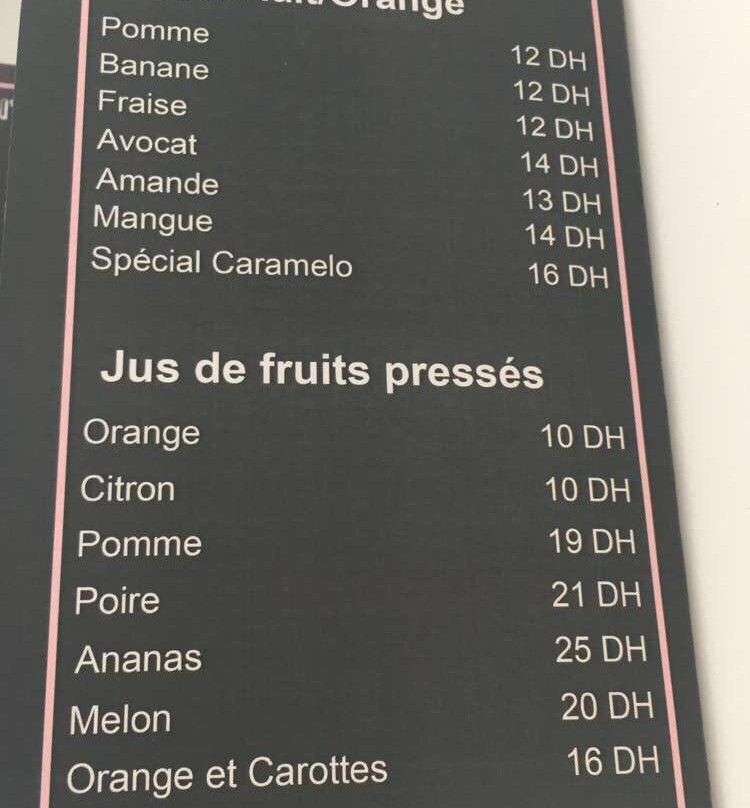 Pomme 12 DH
Banane 12 DH
Fraise 12 DH
Avocat 14 DH
Amande 13 DH
Mangue 14 DH
Spécial Caramelo 16 DH
Jus de fruits pressés
Orange 10 DH
Citron 10 DH
Pomme 19 DH
Poire 21 DH
Ananas 25 DH
Melon 20 DH
Orange et Carottes 16 DH